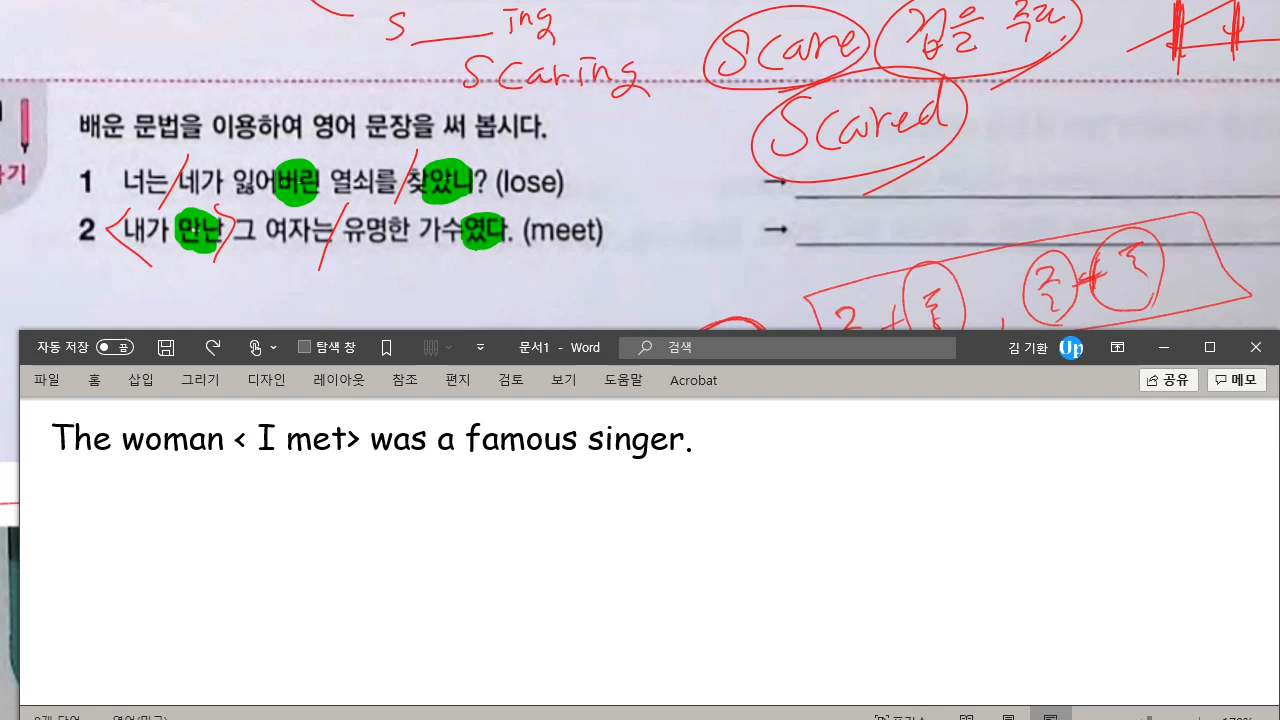 s____ing
scaring
scare 겁을 주다
scared
배운 문법을 이용하여 영어 문장을 써 봅시다.
1 너는 네가 잃어버린 열쇠를 찾았니? (lose) →
2 내가 만난 그 여자는 유명한 가수였다. (meet) →
자동 저장 끔 탐색 창 문서1 - Word 검색 김 기환 Up
파일 홈 삽입 그리기 디자인 레이아웃 참조 편지 검토 보기 도움말 Acrobat 공유 메모
The woman < I met> was a famous singer.